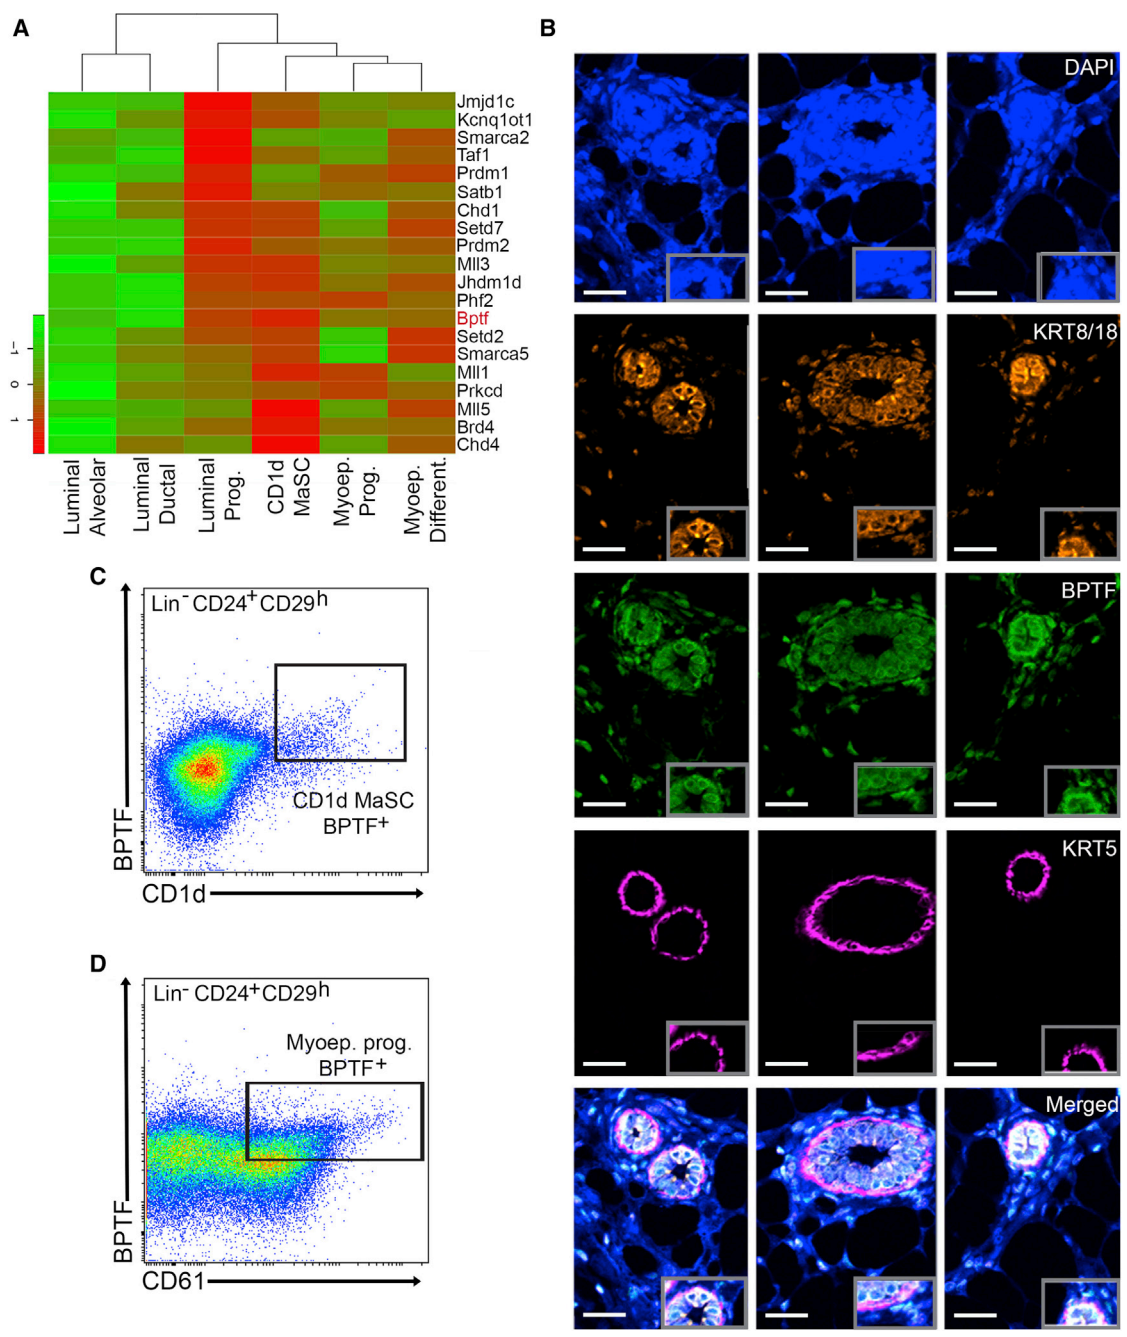 A
Jmjd1c
Kcnq1ot1
Smarca2
Taf1
Prdm1
Satb1
Chd1
Setd7
Prdm2
Mll3
Jhdm1d
Phf2
Bptf
Setd2
Smarca5
Mll1
Prkcd
Mll5
Brd4
Chd4
−1
0
1
Luminal
Alveolar
Luminal
Ductal
Luminal
Prog.
CD1d
MaSC
Myoep.
Prog.
Myoep.
Different.
B
DAPI
KRT8/18
BPTF
KRT5
Merged
C
Lin- CD24+CD29h
CD1d MaSC
BPTF+
BPTF
CD1d
D
Lin- CD24+CD29h
Myoep. prog.
BPTF+
BPTF
CD61